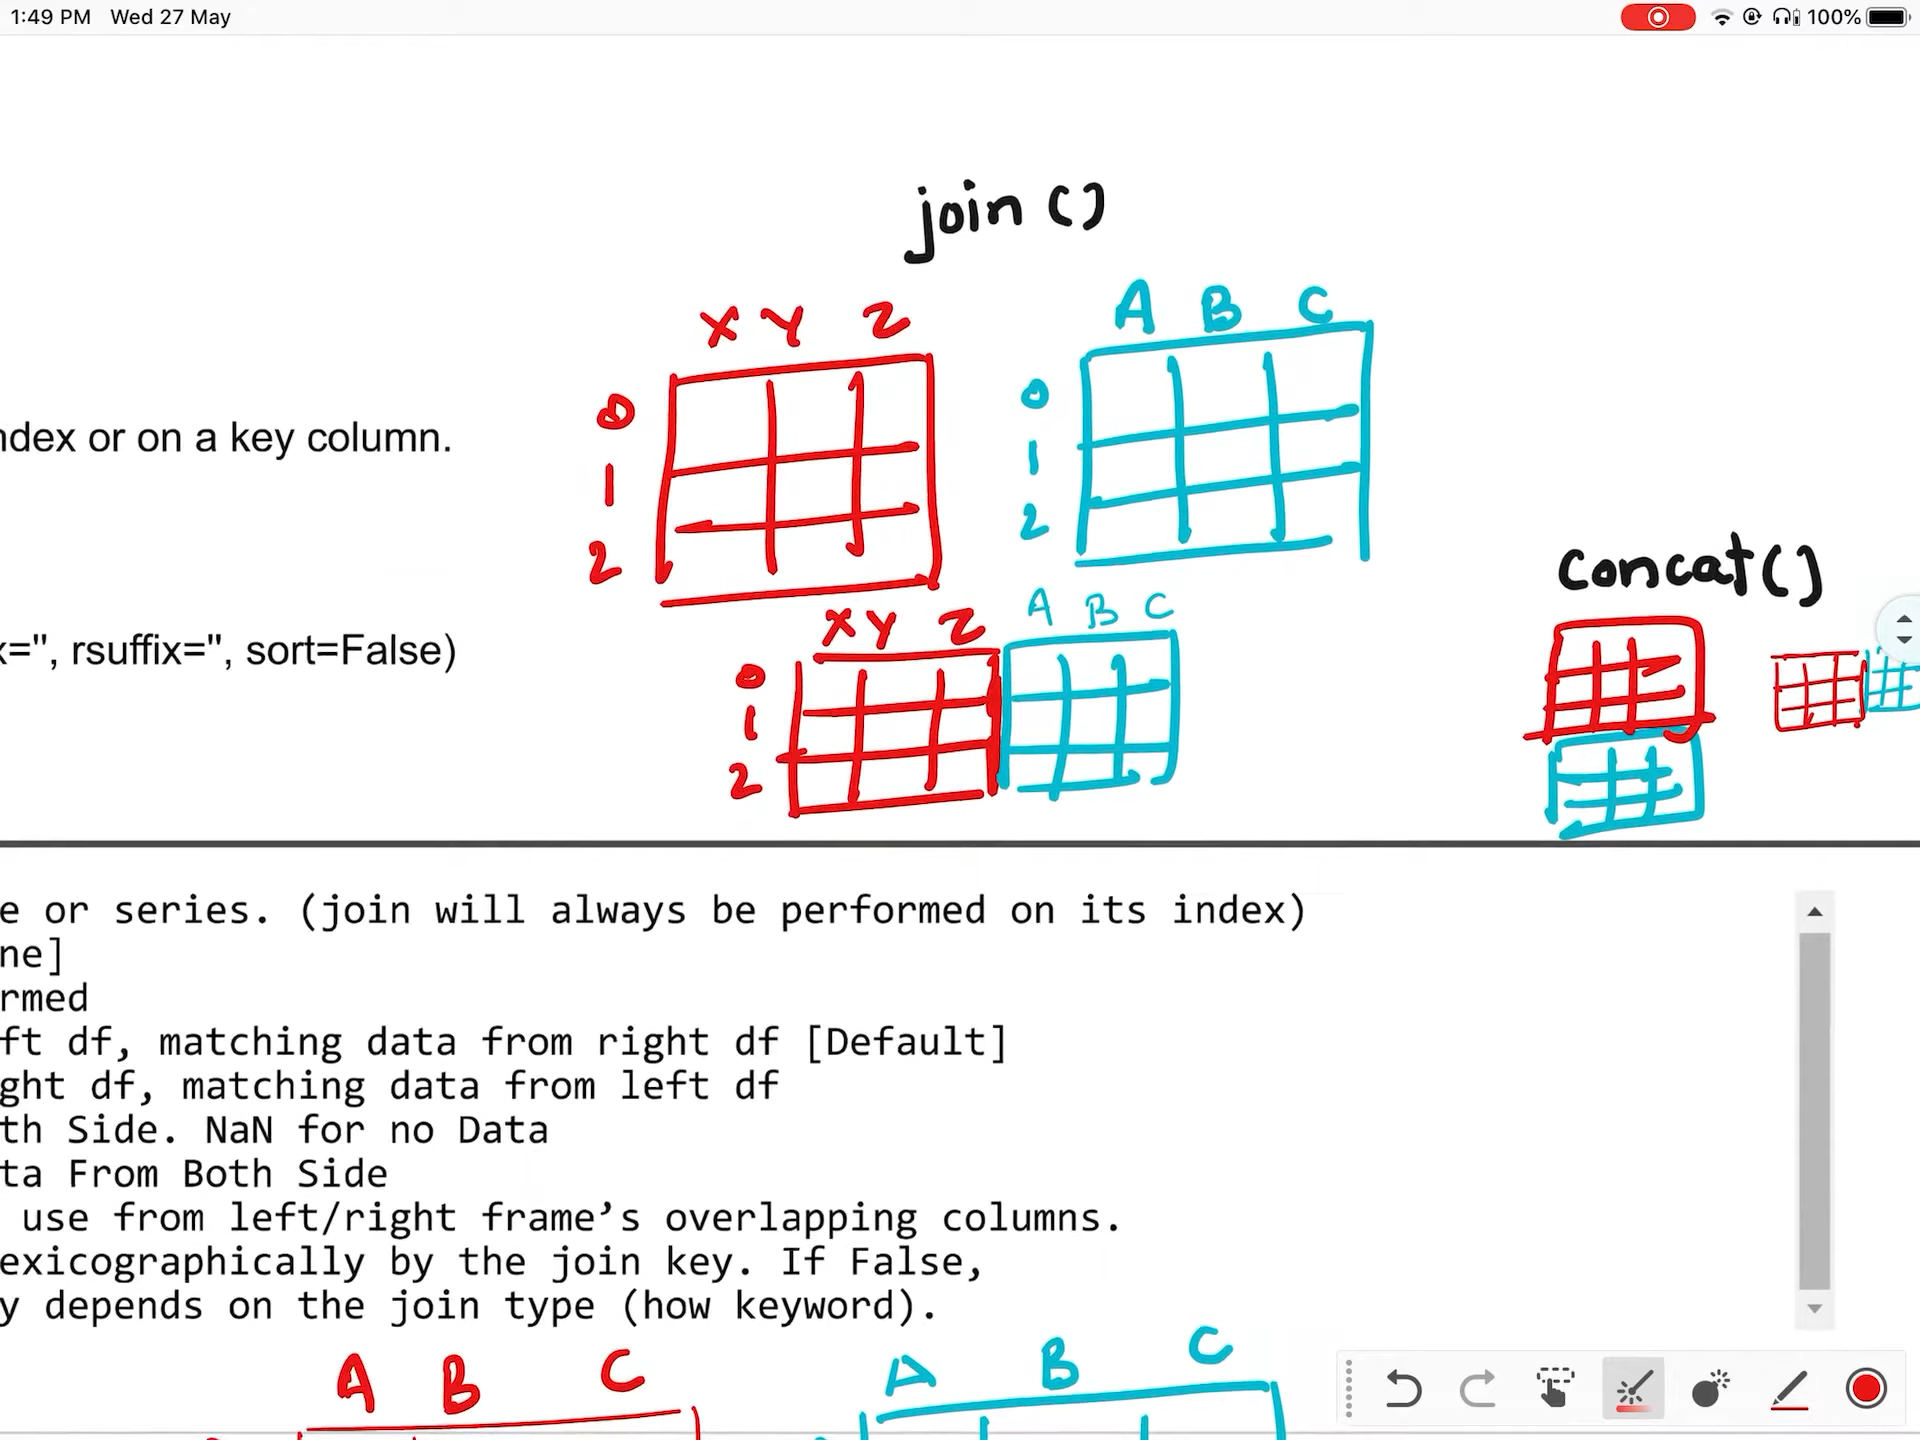 1:49 PM Wed 27 May 100%
join ()
X Y Z
A B C
0
1
2
0
1
2
ndex or on a key column.
concat()
X Y Z A B C
0
1
2
x='', rsuffix='', sort=False)
e or series. (join will always be performed on its index)
ne]
rmed
ft df, matching data from right df [Default]
ght df, matching data from left df
th Side. NaN for no Data
ta From Both Side
use from left/right frame’s overlapping columns.
exicographically by the join key. If False,
y depends on the join type (how keyword).
A B C
A B C